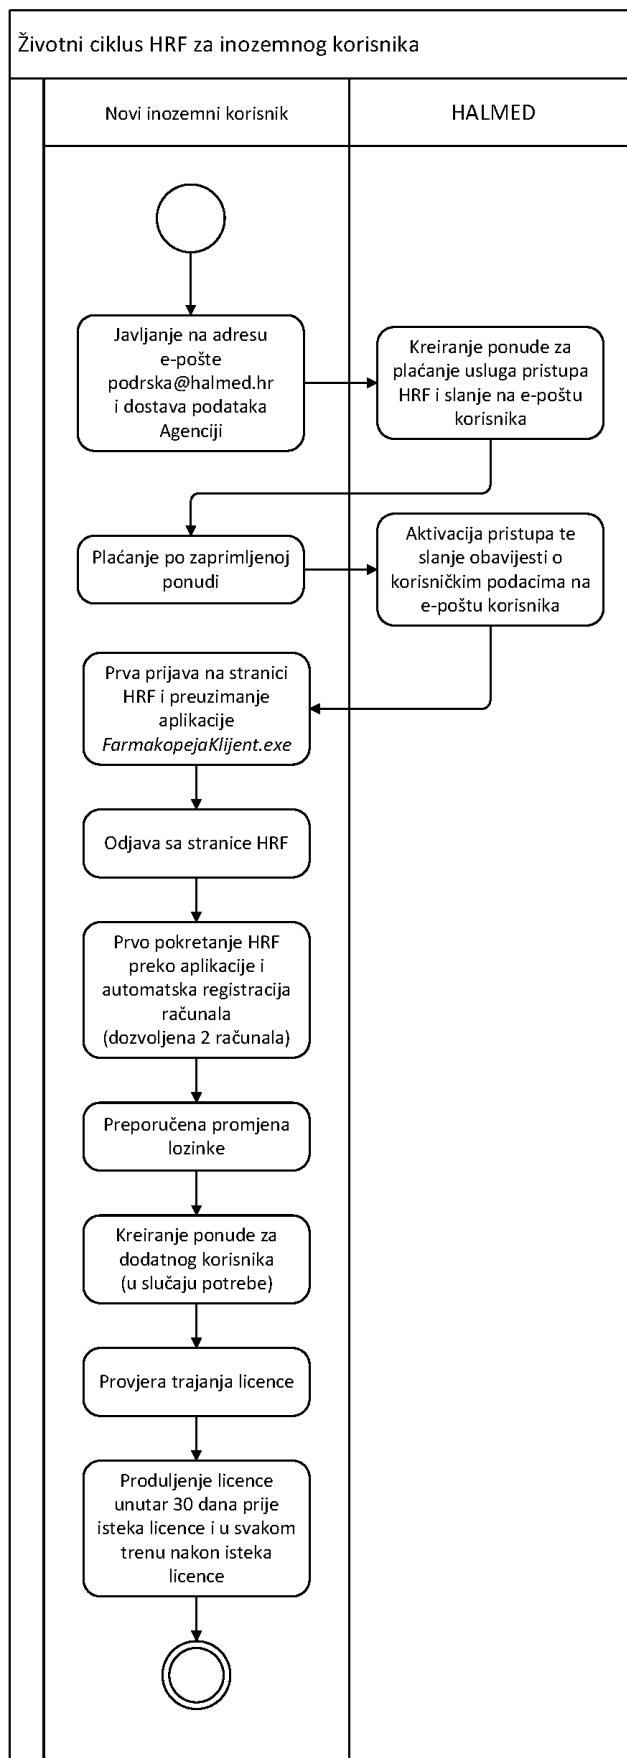 Životni ciklus HRF za inozemnog korisnika
Novi inozemni korisnik
HALMED
Javljanje na adresu
e-pošte
podrska@halmed.hr
i dostava podataka
Agenciji
Kreiranje ponude za
plaćanje usluga pristupa
HRF i slanje na e-poštu
korisnika
Plaćanje po zaprimljenoj
ponudi
Aktivacija pristupa te
slanje obavijesti o
korisničkim podacima na
e-poštu korisnika
Prva prijava na stranici
HRF i preuzimanje
aplikacije
FarmakopejaKlijent.exe
Odjava sa stranice HRF
Prvo pokretanje HRF
preko aplikacije i
automatska registracija
računala
(dozvoljena 2 računala)
Preporučena promjena
lozinke
Kreiranje ponude za
dodatnog korisnika
(u slučaju potrebe)
Provjera trajanja licence
Produljenje licence
unutar 30 dana prije
isteka licence i u svakom
trenu nakon isteka
licence